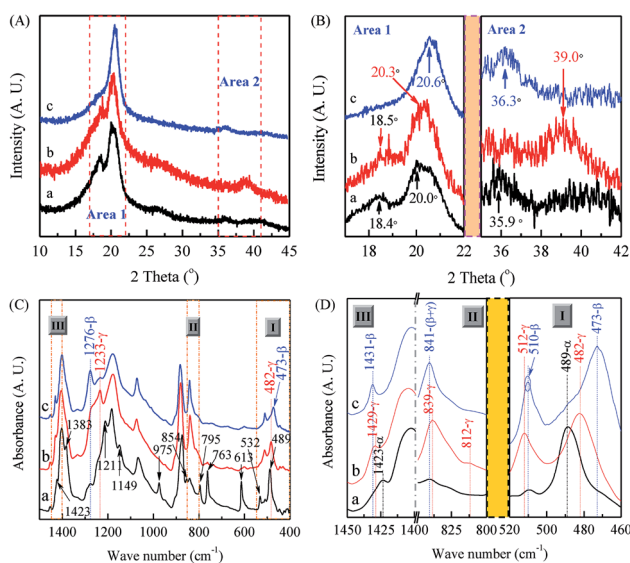 (A)
Area 2
c
b
a
Area 1
Intensity (A. U.)
10 15 20 25 30 35 40 45
2 Theta (°)
(B)
Area 1
Area 2
20.3°
20.6°
36.3°
39.0°
c
18.5°
b
a
18.4°
20.0°
35.9°
Intensity (A. U.)
18 20 22 36 38 40 42
2 Theta (°)
(C)
III
II
I
1276-β
1233-γ
482-γ
473-β
c
1383
b
854
975
795
763
532
613
489
1211
1149
a
1423
Absorbance (A. U.)
1400 1200 1000 800 600 400
Wave number (cm⁻¹)
(D)
III
II
I
1431-β
841-(β+γ)
512-γ
510-β
489-α
482-γ
473-β
c
1429-γ
839-γ
812-γ
b
1423-α
a
Absorbance (A. U.)
1450 1425 1400 825 800 520 500 480 460
Wave number (cm⁻¹)